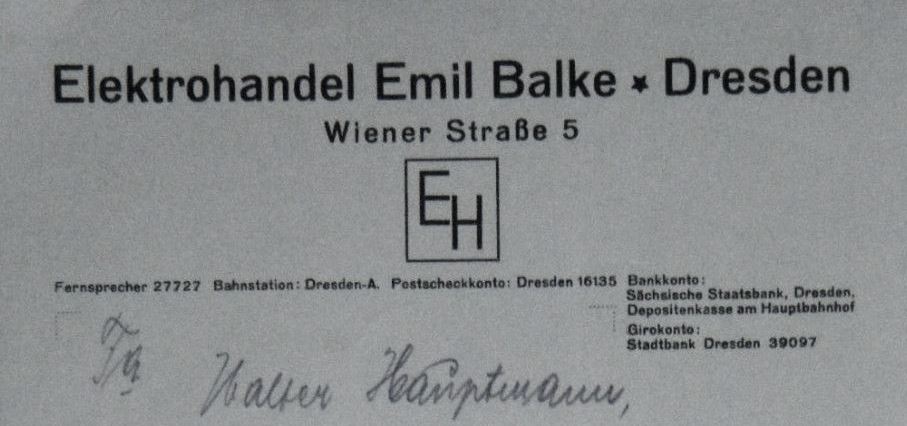 Elektrohandel Emil Balke * Dresden
Wiener Straße 5
EH
Fernsprecher 27727 Bahnstation: Dresden-A. Postscheckkonto: Dresden 16135
Bankkonto:
Sächsische Staatsbank, Dresden,
Depositenkasse am Hauptbahnhof
Girokonto:
Stadtbank Dresden 39097
Fa
Walter Hauptmann,